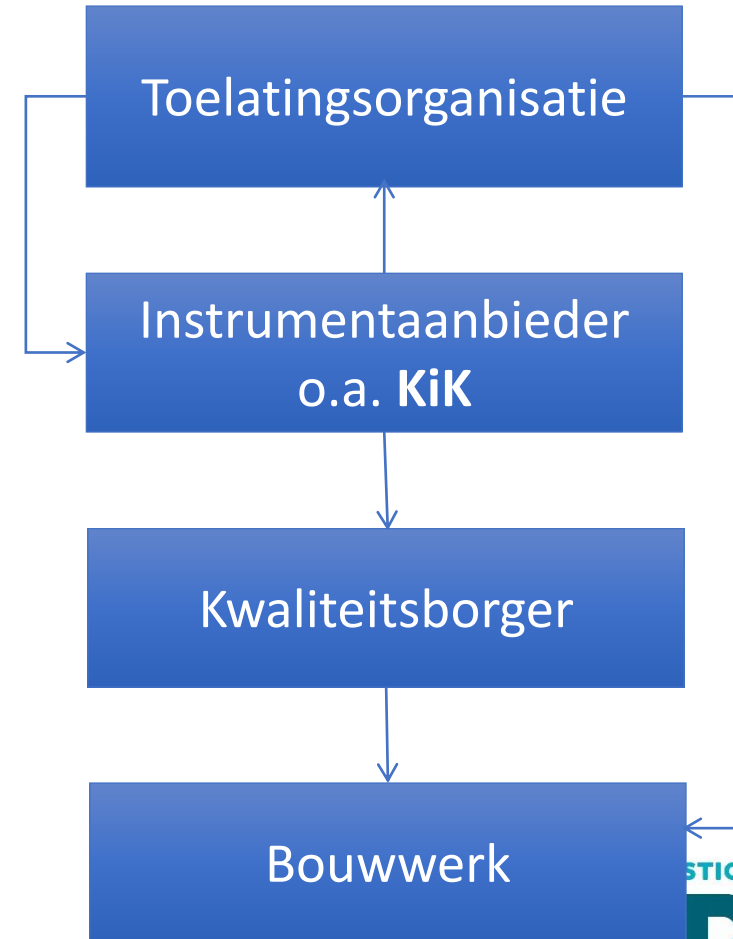 Toelatingsorganisatie
Instrumentaanbieder
o.a. KiK
Kwaliteitsborger
Bouwwerk